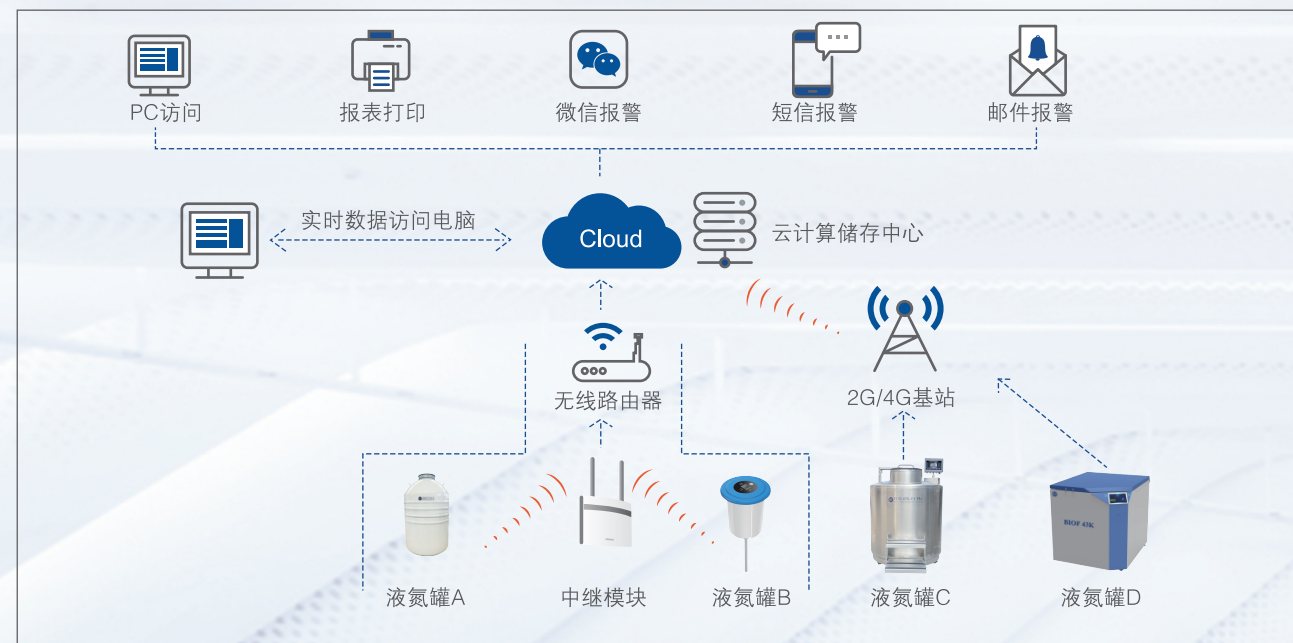 PC访问
报表打印
微信报警
短信报警
邮件报警
实时数据访问电脑
Cloud
云计算储存中心
无线路由器
2G/4G基站
BIOF 43K
液氮罐A
中继模块
液氮罐B
液氮罐C
液氮罐D